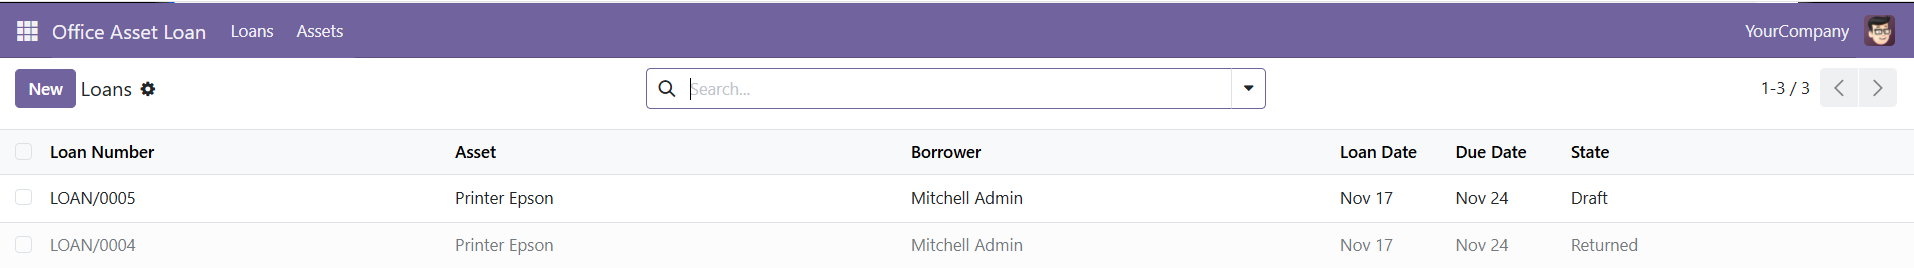 Office Asset Loan Loans Assets YourCompany
New Loans Search... 1-3 / 3
Loan Number Asset Borrower Loan Date Due Date State
LOAN/0005 Printer Epson Mitchell Admin Nov 17 Nov 24 Draft
LOAN/0004 Printer Epson Mitchell Admin Nov 17 Nov 24 Returned